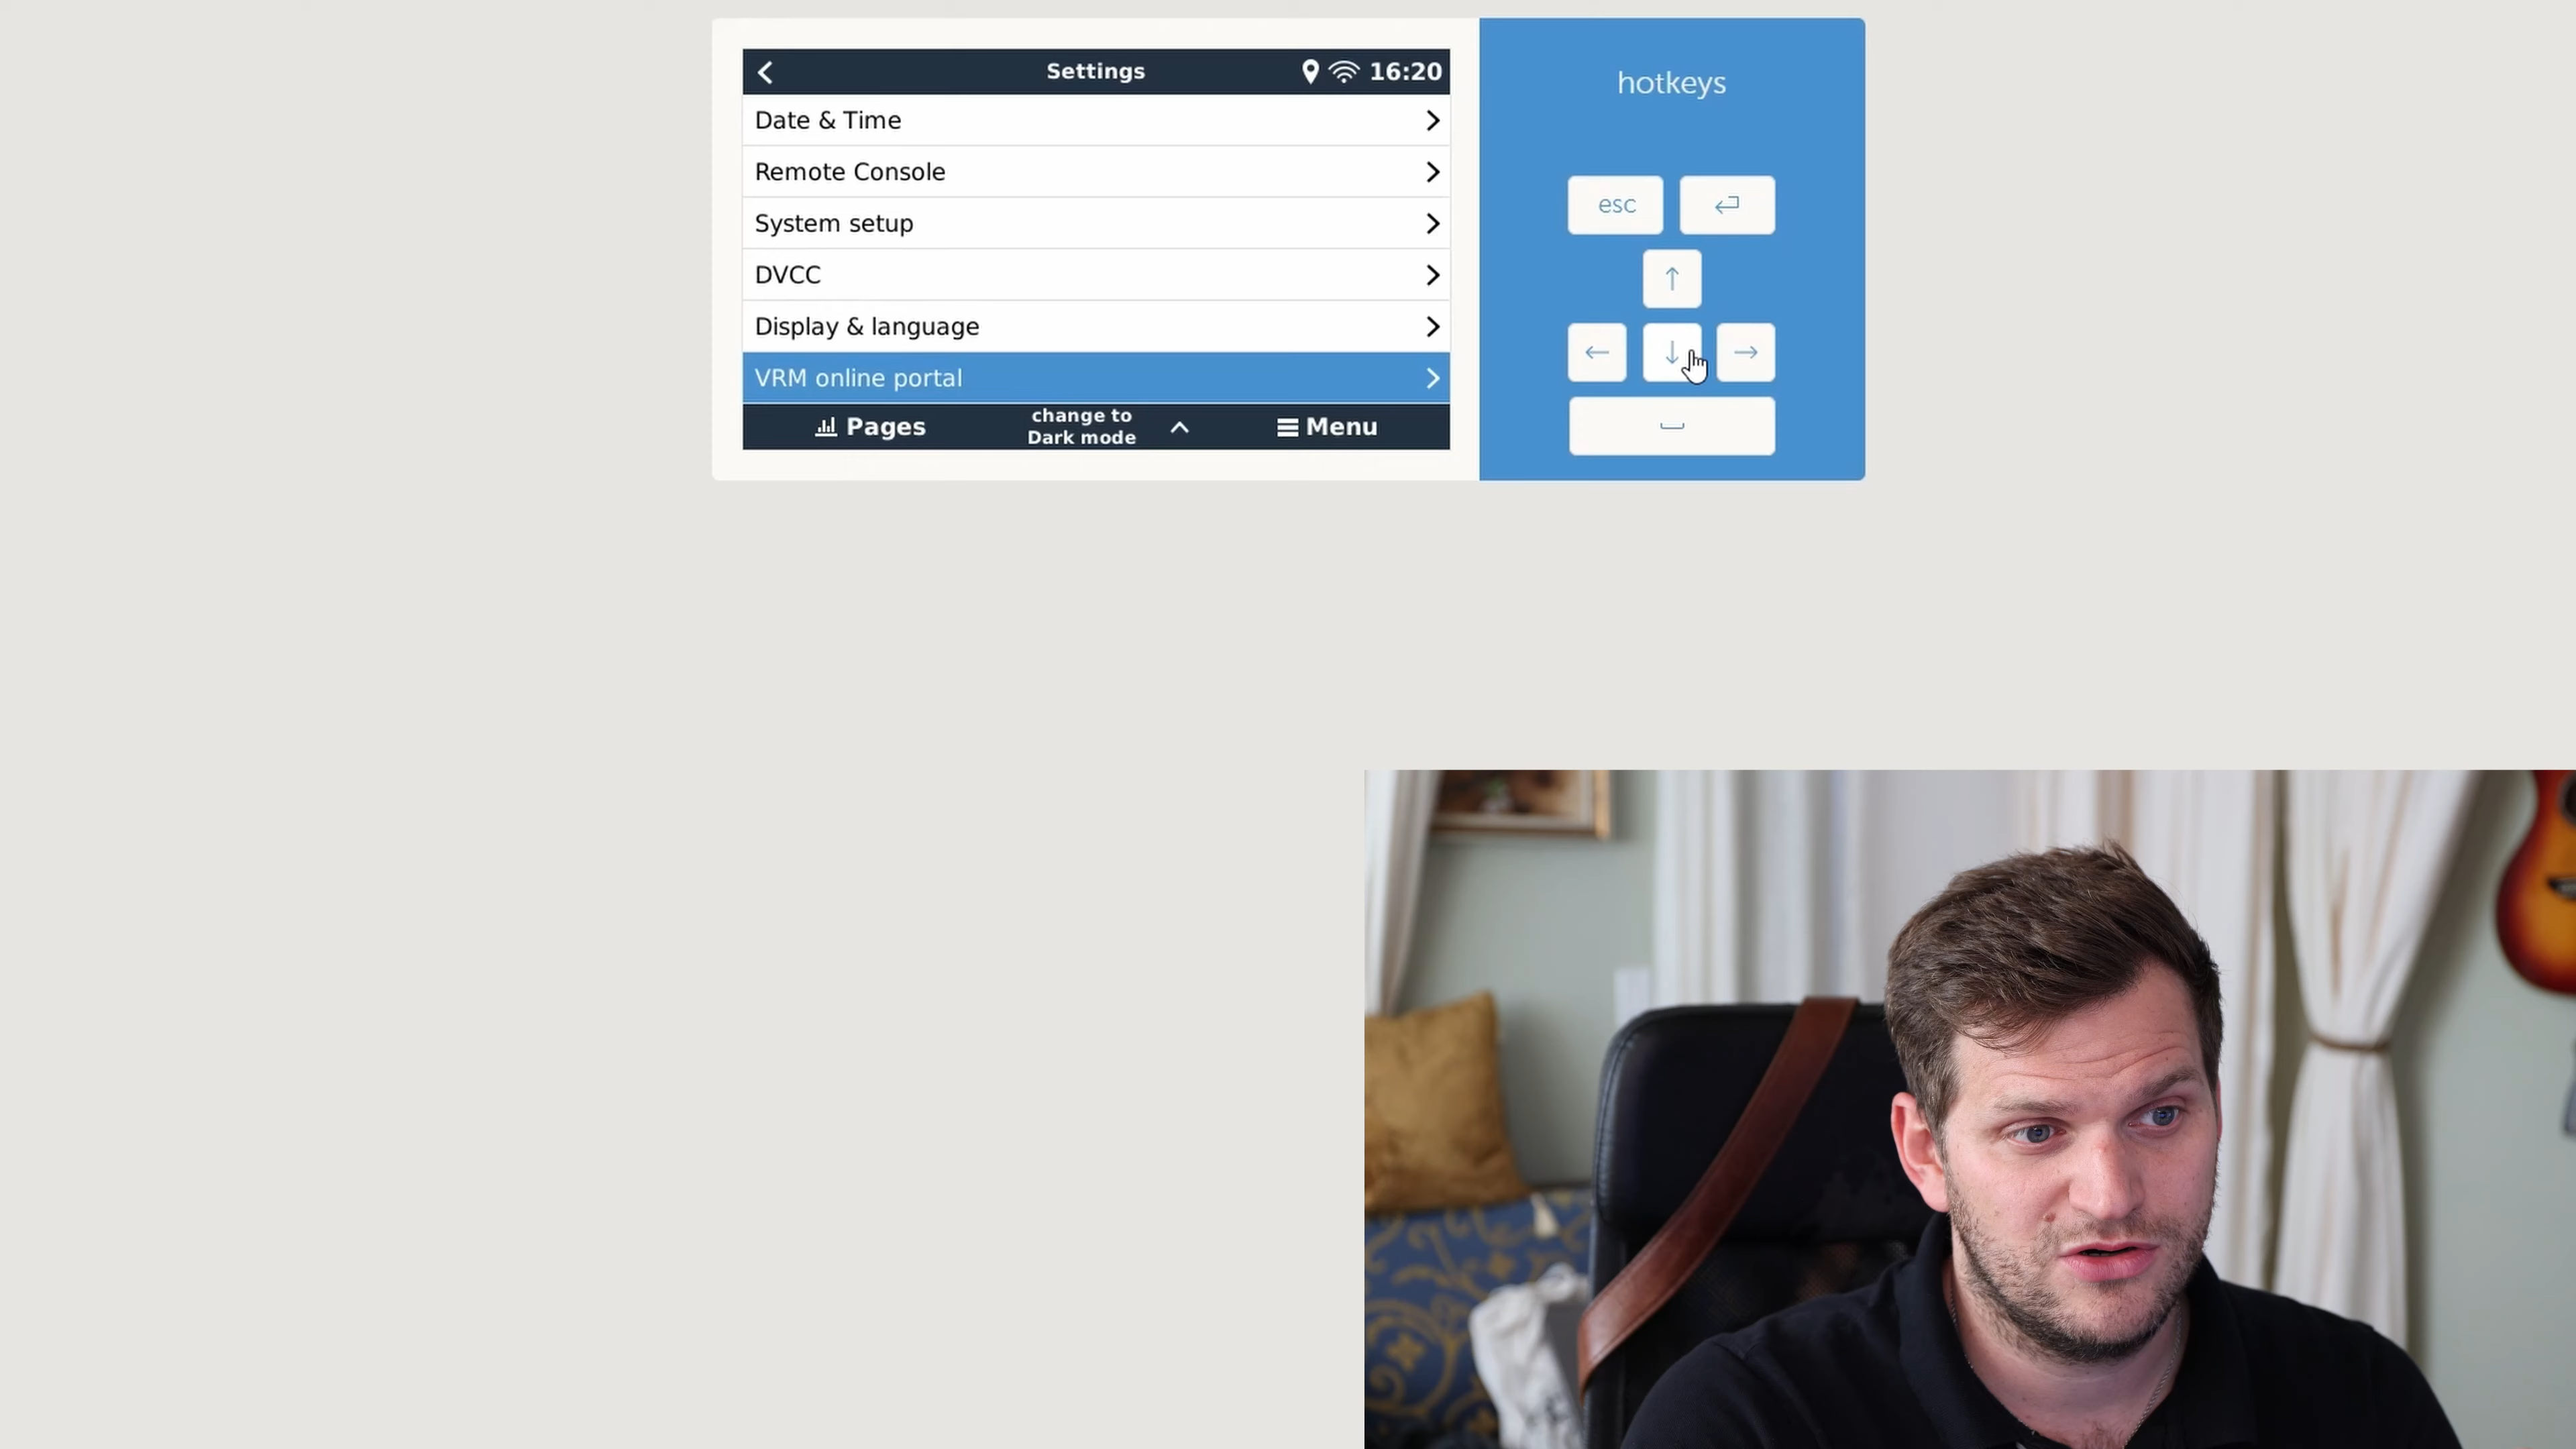 Settings 16:20
Date & Time
Remote Console
System setup
DVCC
Display & language
VRM online portal
Pages
change to
Dark mode
Menu
hotkeys
esc